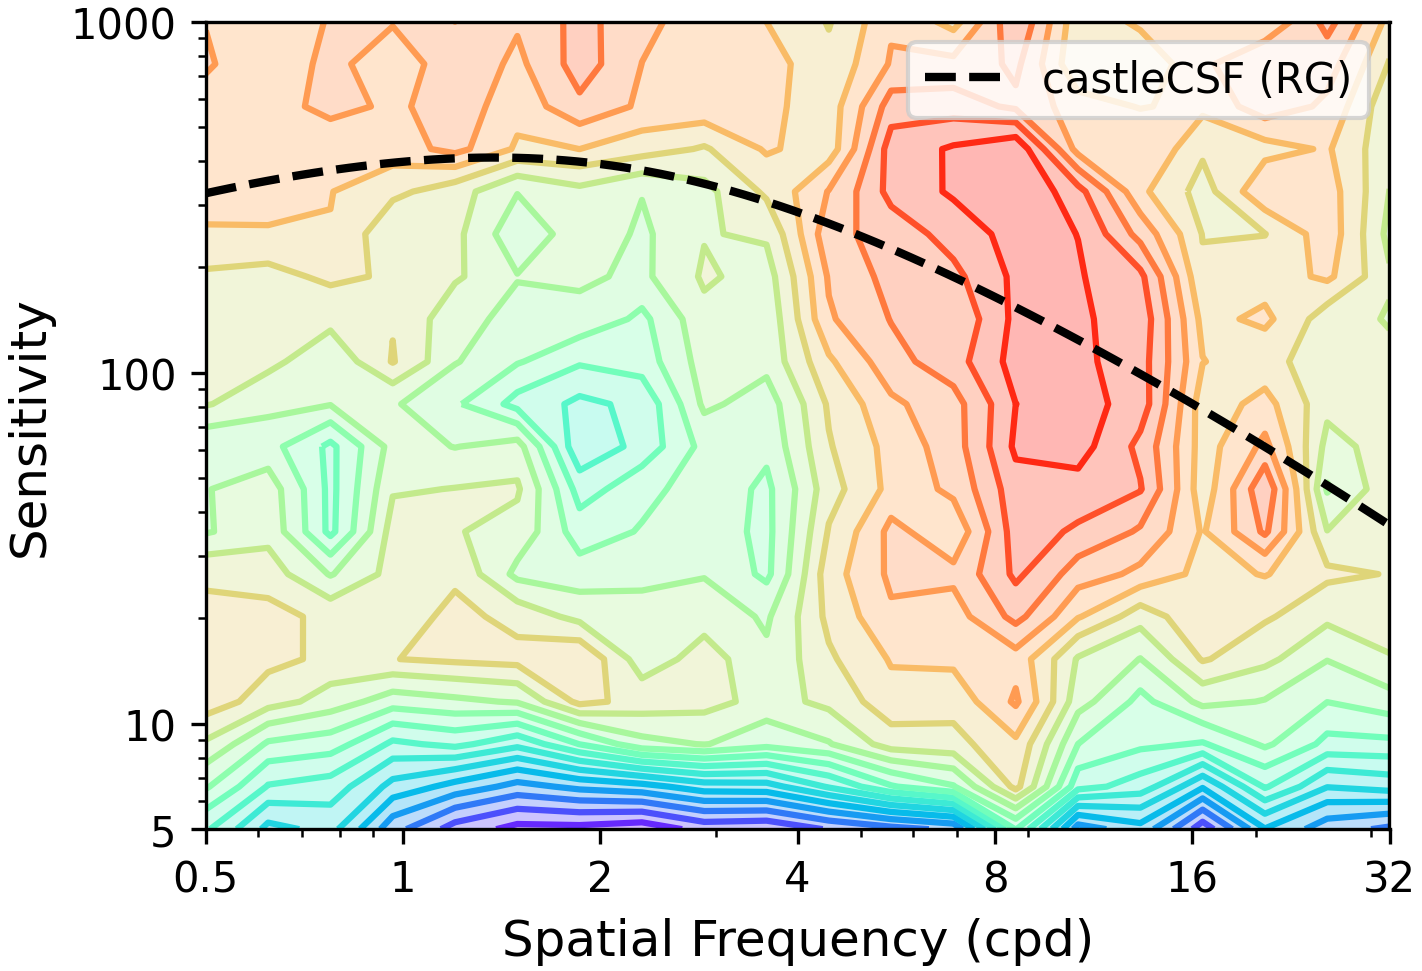 1000
castleCSF (RG)
100
10
5
Sensitivity
0.5 1 2 4 8 16 32
Spatial Frequency (cpd)